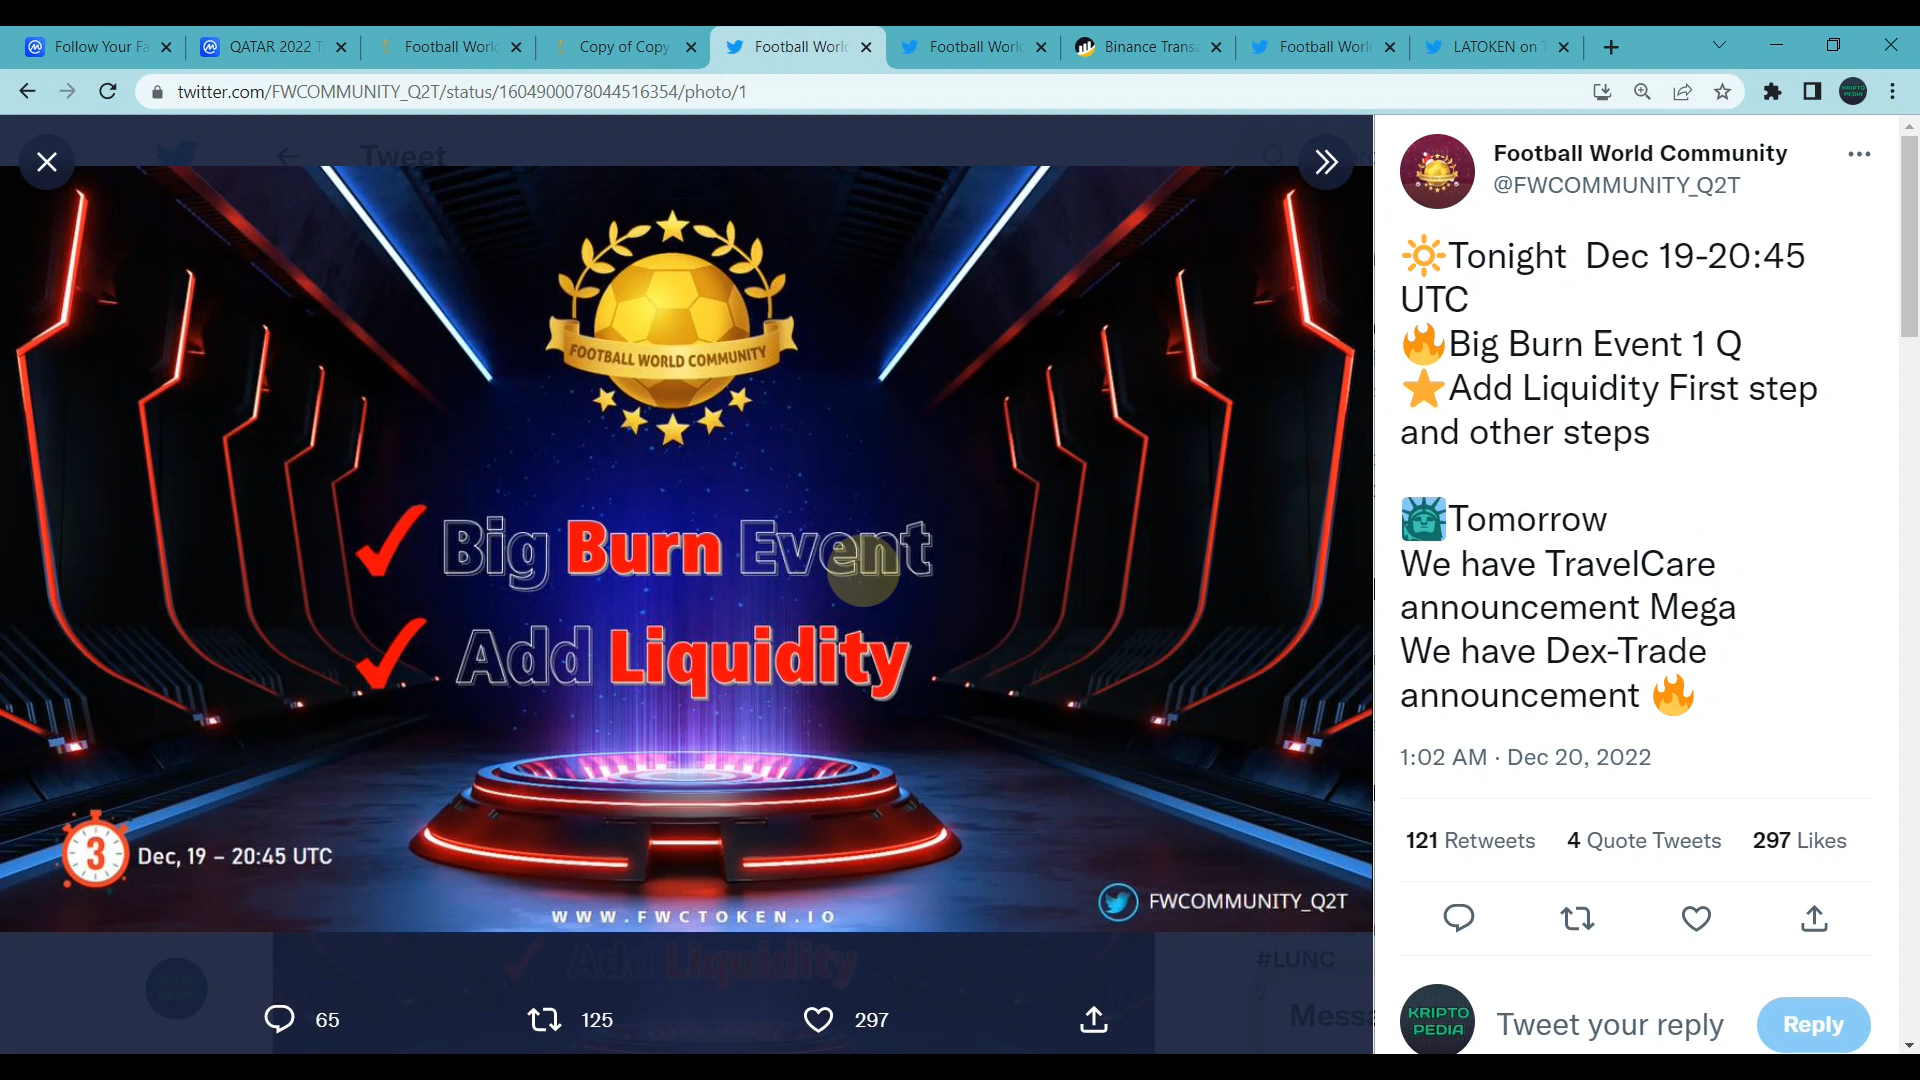 Follow Your Fa
QATAR 2022 T
Football Worl
Copy of Copy
Football Worl
Football Worl
Binance Trans
Football Worl
LATOKEN on T
twitter.com/FWCOMMUNITY_Q2T/status/1604900078044516354/photo/1
Tweet
FOOTBALL WORLD COMMUNITY
Big Burn Event
Add Liquidity
3
Dec, 19 – 20:45 UTC
WWW.FWCTOKEN.IO
FWCOMMUNITY_Q2T
Add Liquidity
#LUNC
Messa
65
125
297
Football World Community
@FWCOMMUNITY_Q2T
Tonight Dec 19-20:45
UTC
Big Burn Event 1 Q
Add Liquidity First step
and other steps
Tomorrow
We have TravelCare
announcement Mega
We have Dex-Trade
announcement
1:02 AM · Dec 20, 2022
121 Retweets 4 Quote Tweets 297 Likes
KRIPTO
PEDIA
Tweet your reply
Reply